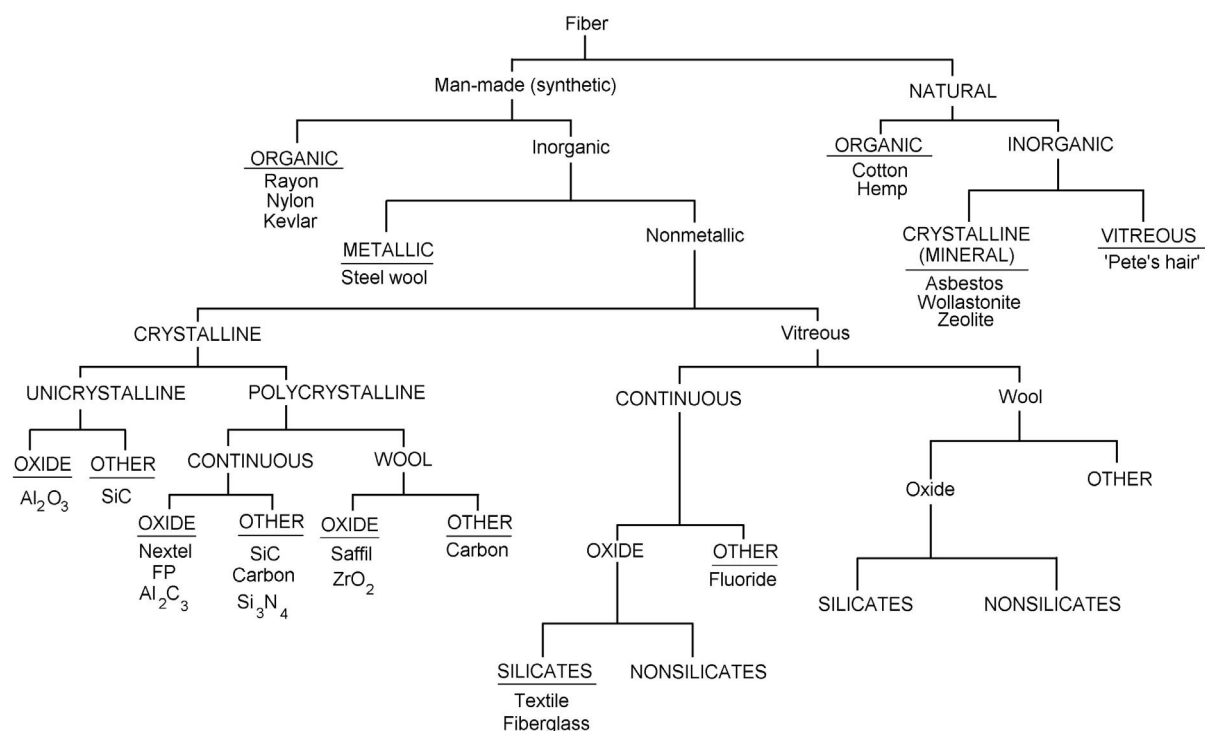 Fiber
Man-made (synthetic)
NATURAL
ORGANIC
Rayon
Nylon
Kevlar
Inorganic
ORGANIC
Cotton
Hemp
INORGANIC
METALLIC
Steel wool
Nonmetallic
CRYSTALLINE
(MINERAL)
Asbestos
Wollastonite
Zeolite
VITREOUS
'Pete's hair'
CRYSTALLINE
Vitreous
UNICRYSTALLINE
POLYCRYSTALLINE
CONTINUOUS
Wool
OXIDE
Al₂O₃
OTHER
SiC
CONTINUOUS
WOOL
Oxide
OTHER
OXIDE
Nextel
FP
Al₂C₃
OTHER
SiC
Carbon
Si₃N₄
OXIDE
Saffil
ZrO₂
OTHER
Carbon
OXIDE
OTHER
Fluoride
SILICATES
NONSILICATES
SILICATES
Textile
Fiberglass
NONSILICATES